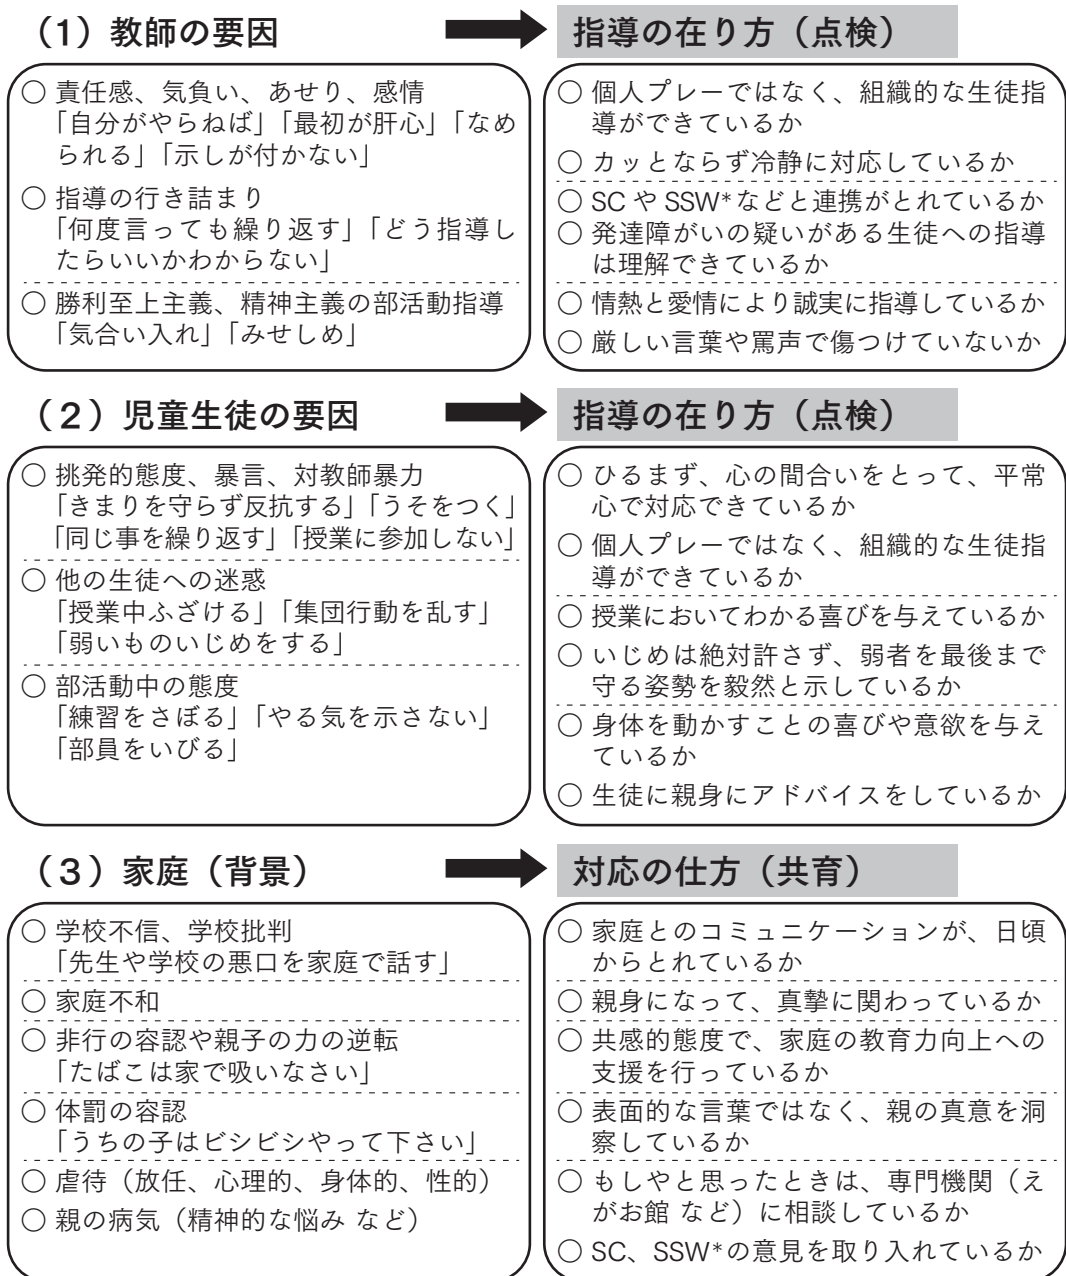 （1）教師の要因
指導の在り方（点検）
○ 責任感、気負い、あせり、感情
「自分がやらねば」「最初が肝心」「なめ
られる」「示しが付かない」
○ 指導の行き詰まり
「何度言っても繰り返す」「どう指導し
たらいいかわからない」
○ 勝利至上主義、精神主義の部活動指導
「気合い入れ」「みせしめ」
○ 個人プレーではなく、組織的な生徒指
導ができているか
○ カッとならず冷静に対応しているか
○ SC や SSW*などと連携がとれているか
○ 発達障がいの疑いがある生徒への指導
は理解できているか
○ 情熱と愛情により誠実に指導しているか
○ 厳しい言葉や罵声で傷つけていないか
（２）児童生徒の要因
指導の在り方（点検）
○ 挑発的態度、暴言、対教師暴力
「きまりを守らず反抗する」「うそをつく」
「同じ事を繰り返す」「授業に参加しない」
○ 他の生徒への迷惑
「授業中ふざける」「集団行動を乱す」
「弱いものいじめをする」
○ 部活動中の態度
「練習をさぼる」「やる気を示さない」
「部員をいびる」
○ ひるまず、心の間合いをとって、平常
心で対応できているか
○ 個人プレーではなく、組織的な生徒指
導ができているか
○ 授業においてわかる喜びを与えているか
○ いじめは絶対許さず、弱者を最後まで
守る姿勢を毅然と示しているか
○ 身体を動かすことの喜びや意欲を与え
ているか
○ 生徒に親身にアドバイスをしているか
（３）家庭（背景）
対応の仕方（共育）
○ 学校不信、学校批判
「先生や学校の悪口を家庭で話す」
○ 家庭不和
○ 非行の容認や親子の力の逆転
「たばこは家で吸いなさい」
○ 体罰の容認
「うちの子はビシビシやって下さい」
○ 虐待（放任、心理的、身体的、性的）
○ 親の病気（精神的な悩み など）
○ 家庭とのコミュニケーションが、日頃
からとれているか
○ 親身になって、真摯に関わっているか
○ 共感的態度で、家庭の教育力向上への
支援を行っているか
○ 表面的な言葉ではなく、親の真意を洞
察しているか
○ もしやと思ったときは、専門機関（え
がお館 など）に相談しているか
○ SC、SSW*の意見を取り入れているか